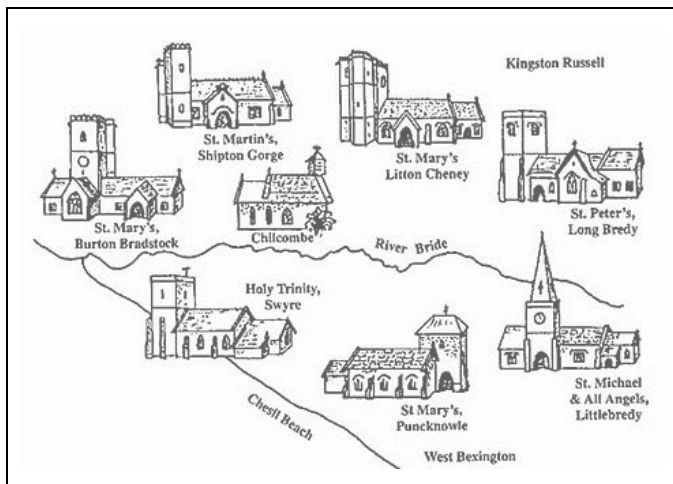 Kingston Russell
St. Martin's,
Shipton Gorge
St. Mary's
Litton Cheney
St. Peter's,
Long Bredy
St. Mary's,
Burton Bradstock
Chilcombe
River Bride
Holy Trinity,
Swyre
Chesil Beach
St Mary's,
Puncknowle
St. Michael
& All Angels,
Littlebredy
West Bexington